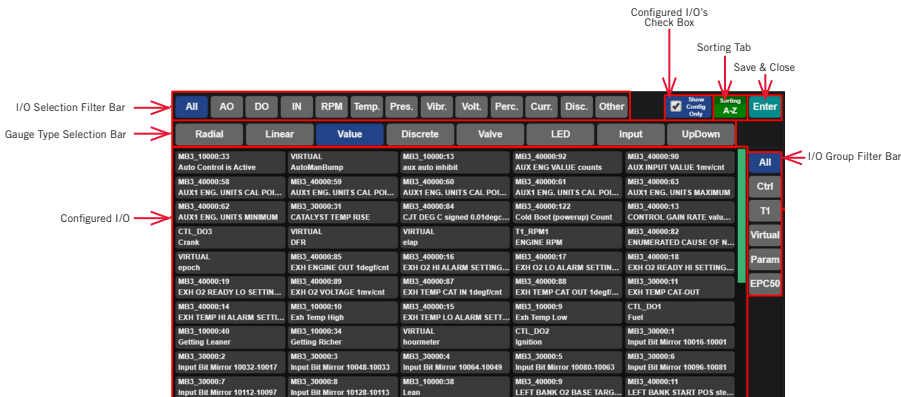 Configured I/O's
Check Box
Sorting Tab
Save & Close
I/O Selection Filter Bar
All AO DO IN RPM Temp. Pres. Vibr. Volt. Perc. Curr. Disc. Other
Show Config Only
Sorting A-Z
Enter
Gauge Type Selection Bar
Radial Linear Value Discrete Valve LED Input UpDown
I/O Group Filter Bar
All
Ctrl
T1
Virtual
Param
EPC50
Configured I/O
MB3_10000:33 VIRTUAL MB3_10000:13 MB3_40000:92 MB3_40000:90
Auto Control is Active AutoManBump aux auto inhibit AUX ENG VALUE counts AUX INPUT VALUE 1mv/cnt
MB3_40000:58 MB3_40000:59 MB3_40000:60 MB3_40000:61 MB3_40000:63
AUX1 ENG. UNITS CAL POI... AUX1 ENG. UNITS CAL POI... AUX1 ENG. UNITS CAL POI... AUX1 ENG. UNITS CAL POI... AUX1 ENG. UNITS MAXIMUM
MB3_40000:62 MB3_30000:31 MB3_40000:84 MB3_40000:122 MB3_40000:13
AUX1 ENG. UNITS MINIMUM CATALYST TEMP RISE CJT DEG C signed 0.01degc... Cold Boot (powerup) Count CONTROL GAIN RATE valu...
CTL_DO3 VIRTUAL VIRTUAL T1_RPM1 MB3_40000:82
Crank DFR elap ENGINE RPM ENUMERATED CAUSE OF N...
VIRTUAL MB3_40000:85 MB3_40000:16 MB3_40000:17 MB3_40000:18
epoch EXH ENGINE OUT 1degf/cnt EXH O2 HI ALARM SETTING... EXH O2 LO ALARM SETTIN... EXH O2 READY HI SETTING...
MB3_40000:19 MB3_40000:89 MB3_40000:87 MB3_40000:88 MB3_30000:11
EXH O2 READY LO SETTIN... EXH O2 VOLTAGE 1mv/cnt EXH TEMP CAT IN 1degf/cnt EXH TEMP CAT OUT 1degf/... EXH TEMP CAT-OUT
MB3_40000:14 MB3_10000:10 MB3_40000:15 MB3_10000:9 CTL_DO1
EXH TEMP HI ALARM SETTI... Exh Temp High EXH TEMP LO ALARM SETT... Exh Temp Low Fuel
MB3_10000:40 MB3_10000:34 VIRTUAL CTL_DO2 MB3_30000:1
Getting Leaner Getting Richer hourmeter Ignition Input Bit Mirror 10016-10001
MB3_30000:2 MB3_30000:3 MB3_30000:4 MB3_30000:5 MB3_30000:6
Input Bit Mirror 10032-10017 Input Bit Mirror 10048-10033 Input Bit Mirror 10064-10049 Input Bit Mirror 10080-10063 Input Bit Mirror 10096-10081
MB3_30000:7 MB3_30000:8 MB3_10000:38 MB3_40000:9 MB3_40000:11
Input Bit Mirror 10112-10097 Input Bit Mirror 10128-10113 Lean LEFT BANK O2 BASE TARG... LEFT BANK START POS ste...